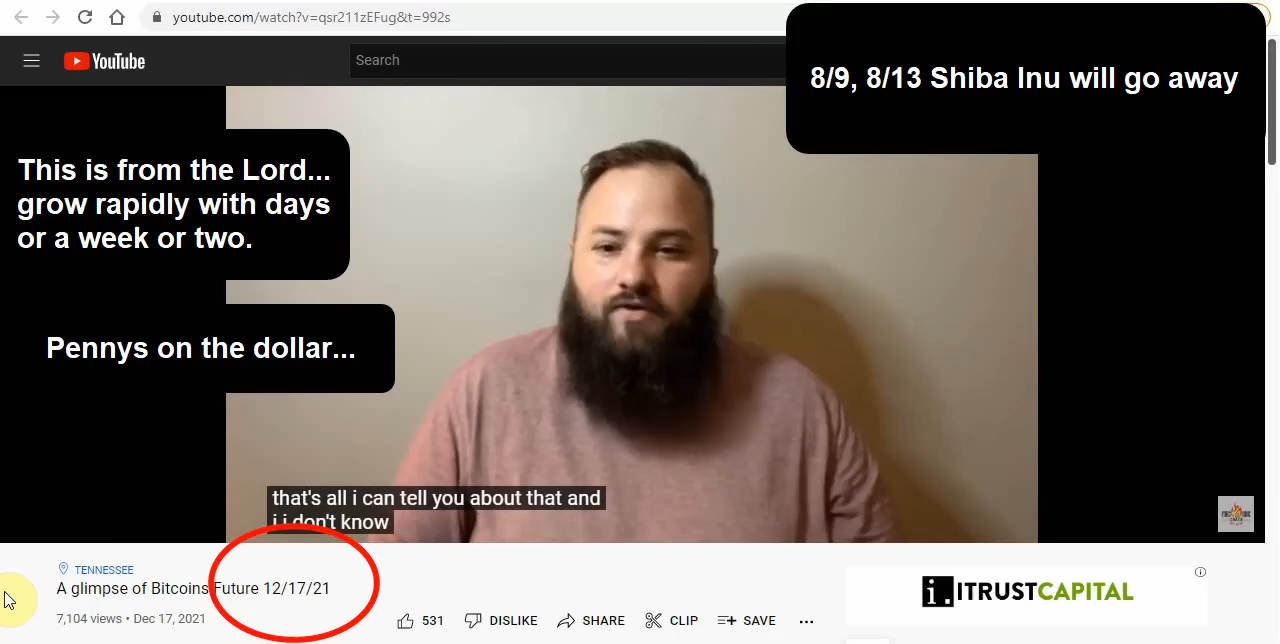 youtube.com/watch?v=qsr211zEFug&t=992s
YouTube
Search
8/9, 8/13 Shiba Inu will go away
This is from the Lord...
grow rapidly with days
or a week or two.
Pennys on the dollar...
that's all i can tell you about that and
i i don't know
TENNESSEE
A glimpse of Bitcoins Future 12/17/21
7,104 views • Dec 17, 2021
531
DISLIKE
SHARE
CLIP
SAVE
i. ITRUSTCAPITAL